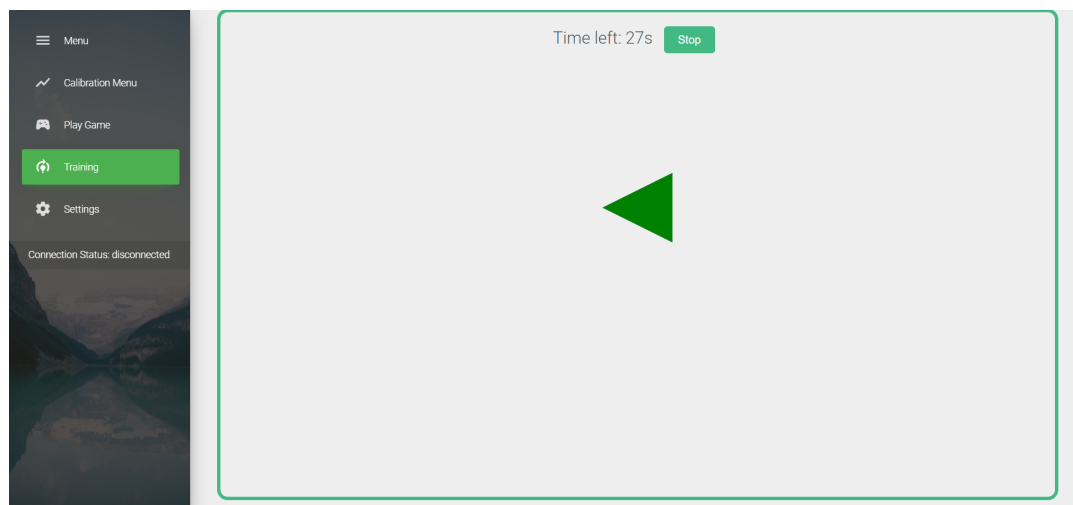 Menu
Calibration Menu
Play Game
Training
Settings
Connection Status: disconnected
Time left: 27s
Stop